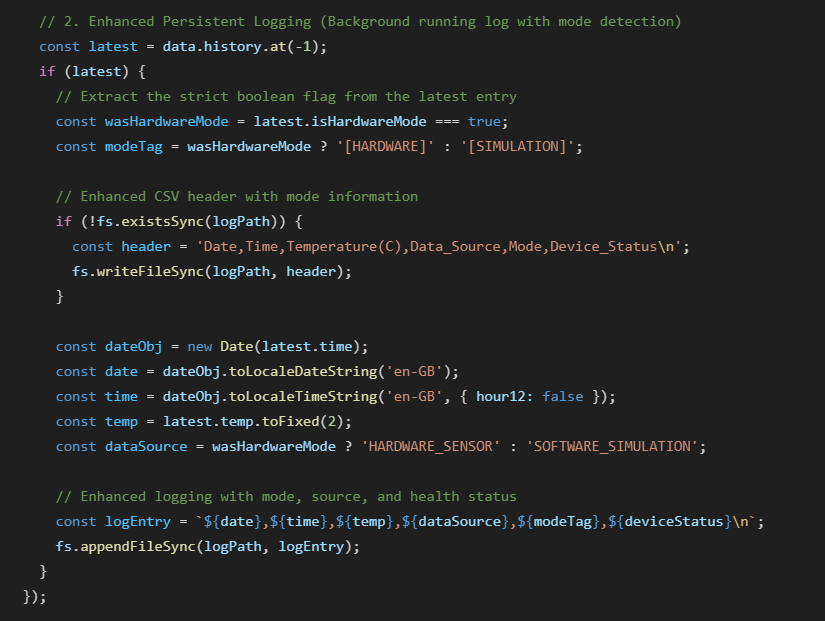 // 2. Enhanced Persistent Logging (Background running log with mode detection)
const latest = data.history.at(-1);
if (latest) {
// Extract the strict boolean flag from the latest entry
const wasHardwareMode = latest.isHardwareMode === true;
const modeTag = wasHardwareMode ? '[HARDWARE]' : '[SIMULATION]';
// Enhanced CSV header with mode information
if (!fs.existsSync(logPath)) {
const header = 'Date,Time,Temperature(C),Data_Source,Mode,Device_Status\n';
fs.writeFileSync(logPath, header);
}
const dateObj = new Date(latest.time);
const date = dateObj.toLocaleDateString('en-GB');
const time = dateObj.toLocaleTimeString('en-GB', { hour12: false });
const temp = latest.temp.toFixed(2);
const dataSource = wasHardwareMode ? 'HARDWARE_SENSOR' : 'SOFTWARE_SIMULATION';
// Enhanced logging with mode, source, and health status
const logEntry = `${date},${time},${temp},${dataSource},${modeTag},${deviceStatus}\n`;
fs.appendFileSync(logPath, logEntry);
}
});